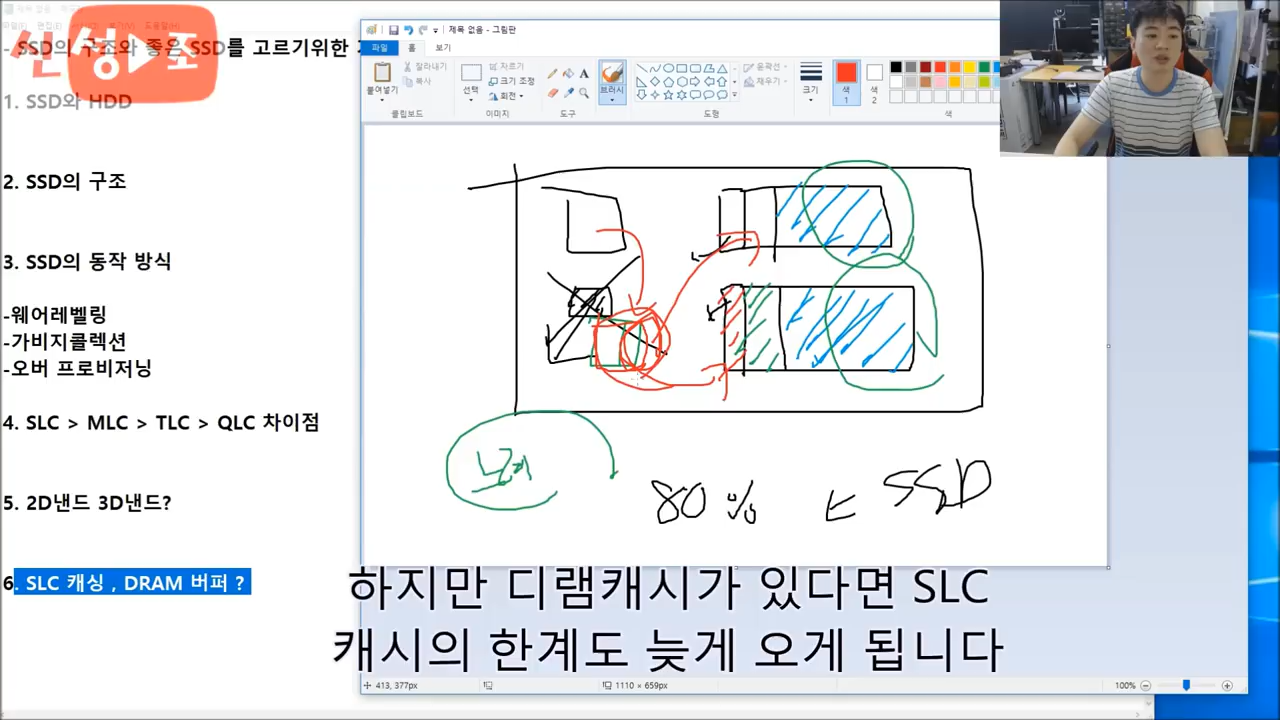 제목 없음 - 그림판
파일
홈
보기
- SSD의 구조와 좋은 SSD를 고르기위한
신성조
1. SSD와 HDD
2. SSD의 구조
3. SSD의 동작 방식
-웨어레벨링
-가비지콜렉션
-오버 프로비저닝
4. SLC > MLC > TLC > QLC 차이점
5. 2D낸드 3D낸드?
6. SLC 캐싱 , DRAM 버퍼 ?
붙여넣기
잘라내기
복사
클립보드
선택
자르기
크기 조정
회전
이미지
도구
브러시
도형
윤곽선
채우기
크기
색 1
색 2
색
80 %
SSD
하지만 디램캐시가 있다면 SLC
캐시의 한계도 늦게 오게 됩니다
413, 377px
1110 × 659px
100%